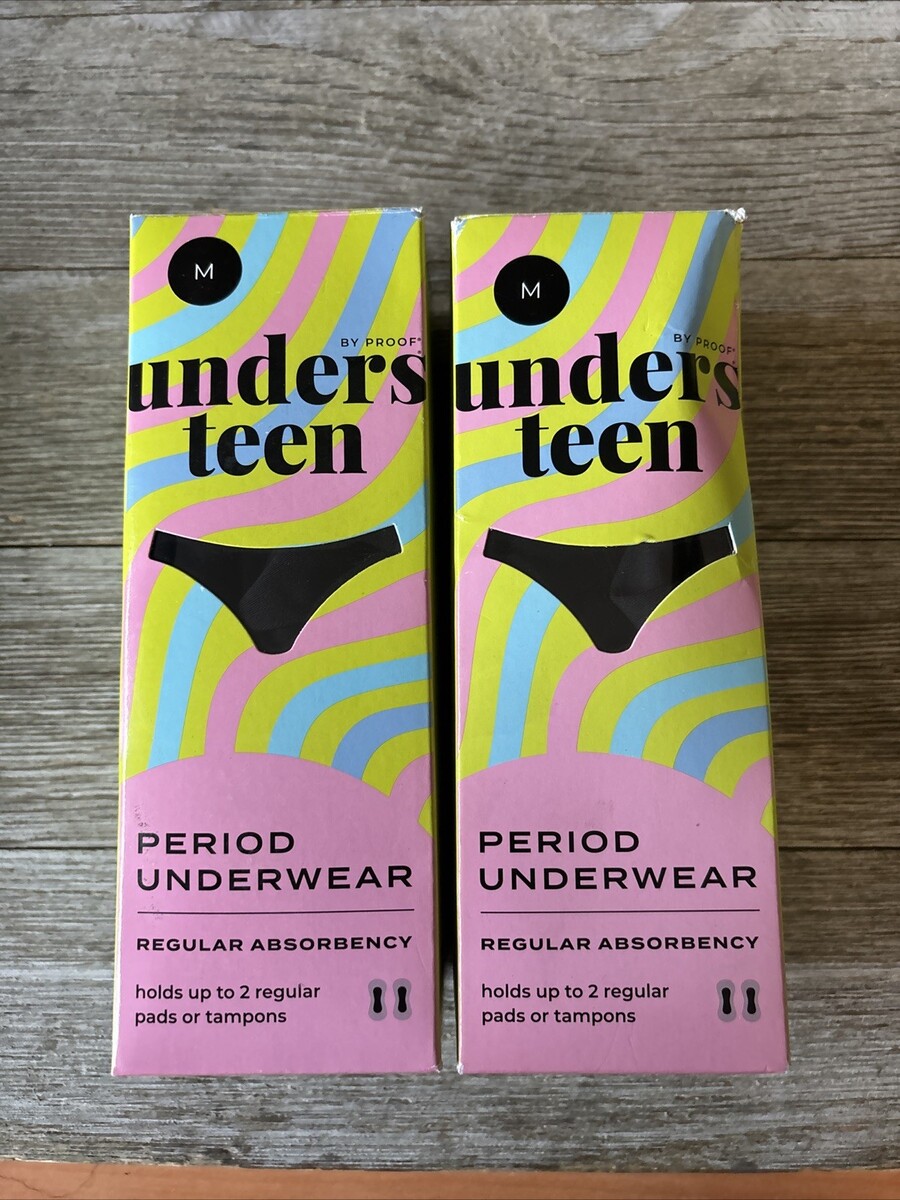 M
BY PROOF®
unders
teen
PERIOD
UNDERWEAR
REGULAR ABSORBENCY
holds up to 2 regular
pads or tampons
M
BY PROOF®
unders
teen
PERIOD
UNDERWEAR
REGULAR ABSORBENCY
holds up to 2 regular
pads or tampons